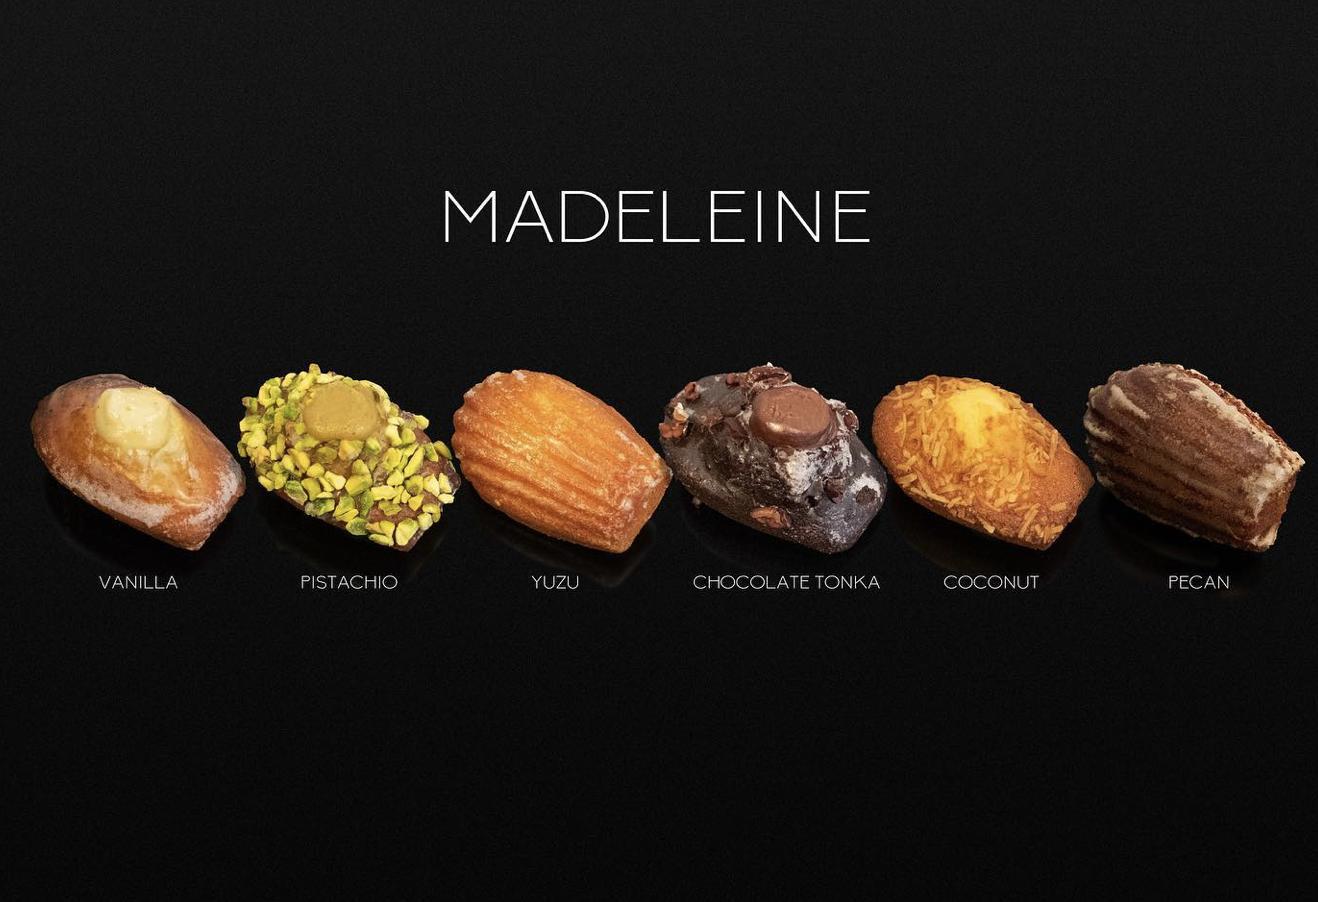 MADELEINE
VANILLA
PISTACHIO
YUZU
CHOCOLATE TONKA
COCONUT
PECAN